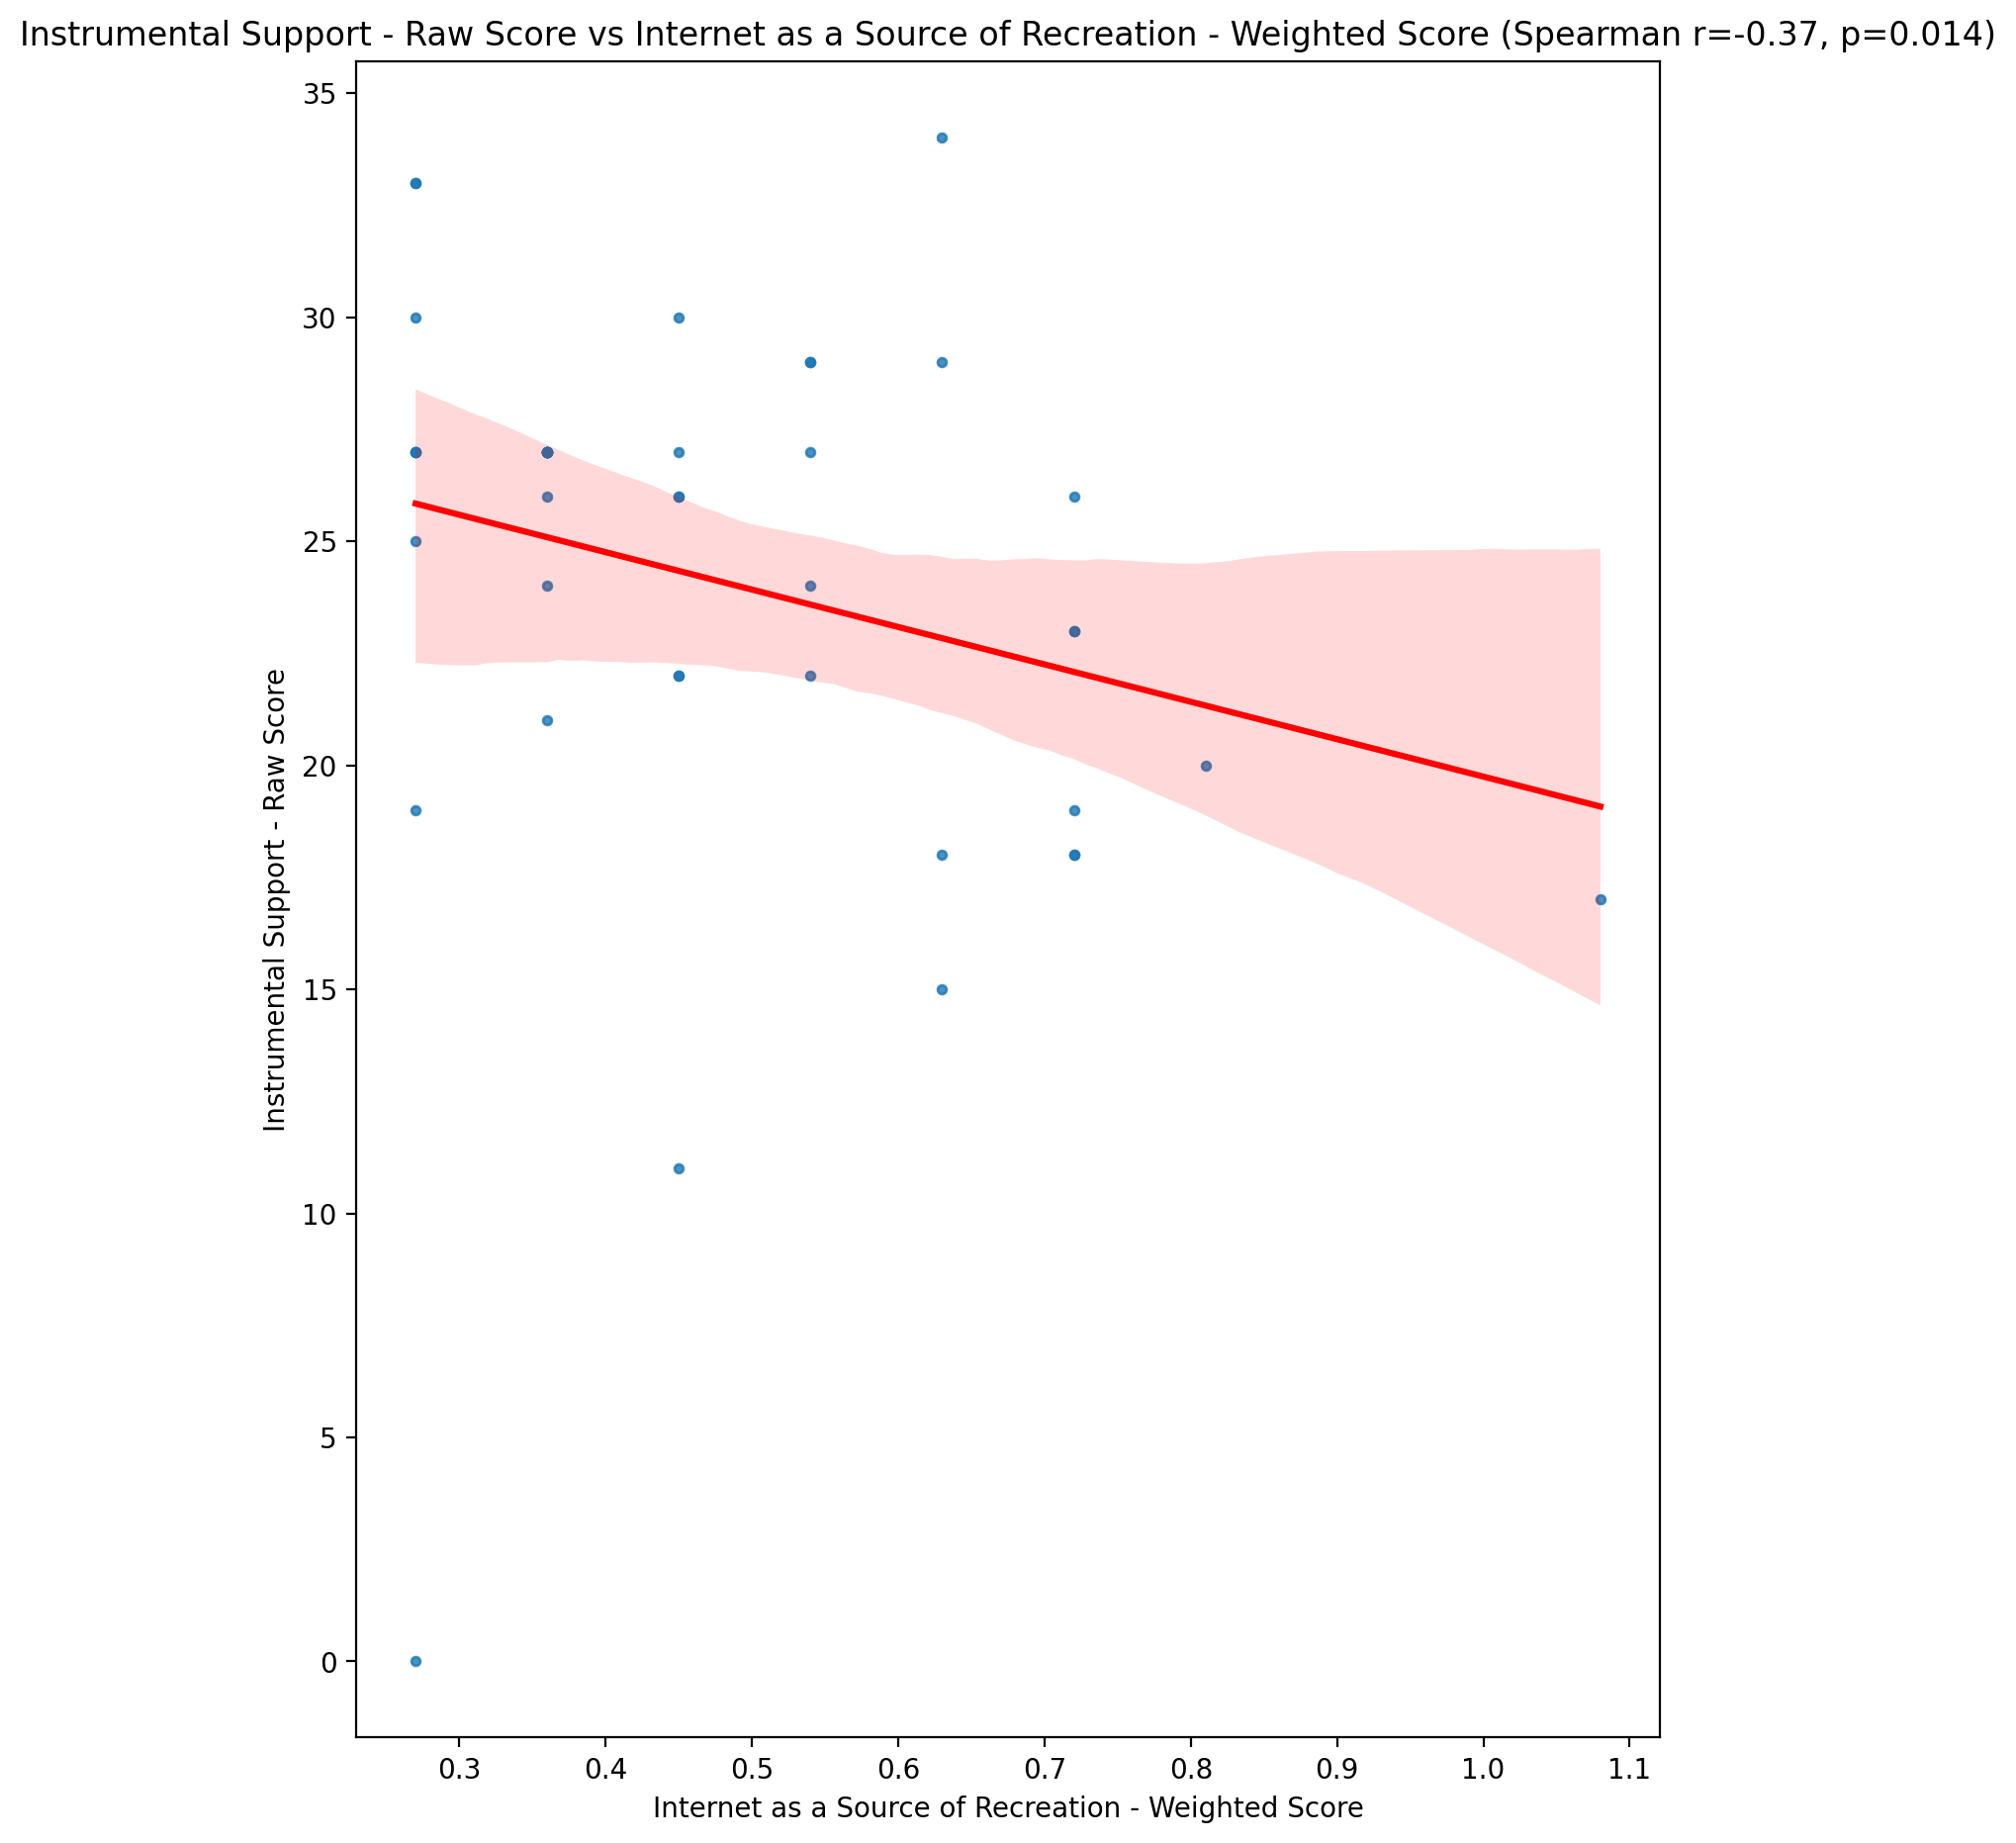 Instrumental Support - Raw Score vs Internet as a Source of Recreation - Weighted Score (Spearman r=-0.37, p=0.014)
35
30
25
20
15
10
5
0
Instrumental Support - Raw Score
0.3 0.4 0.5 0.6 0.7 0.8 0.9 1.0 1.1
Internet as a Source of Recreation - Weighted Score